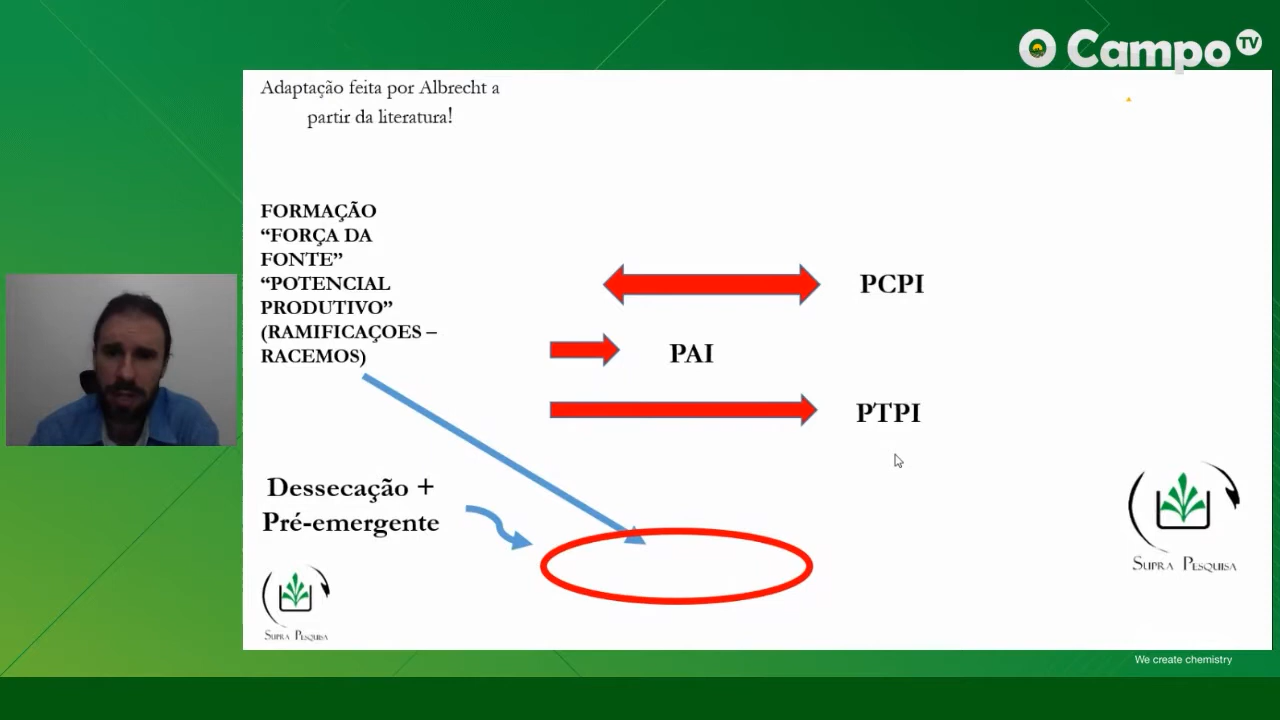 O Campo TV
Adaptação feita por Albrecht a
partir da literatura!
FORMAÇÃO
“FORÇA DA
FONTE”
“POTENCIAL
PRODUTIVO”
(RAMIFICAÇOES –
RACEMOS)
PCPI
PAI
PTPI
Dessecação +
Pré-emergente
SUPRA PESQUISA
SUPRA PESQUISA
We create chemistry